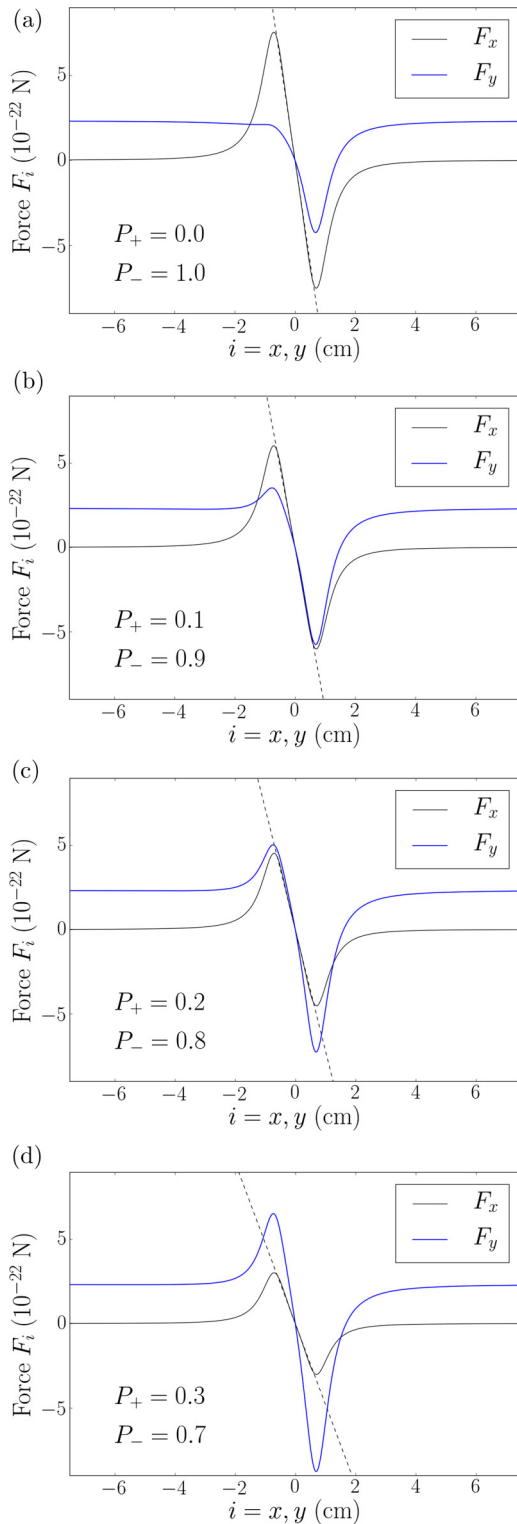 (a)
Force $F_i$ ($10^{-22}$ N)
5
0
−5
$F_x$
$F_y$
$P_+ = 0.0$
$P_- = 1.0$
−6 −4 −2 0 2 4 6
$i = x, y$ (cm)
(b)
Force $F_i$ ($10^{-22}$ N)
5
0
−5
$F_x$
$F_y$
$P_+ = 0.1$
$P_- = 0.9$
−6 −4 −2 0 2 4 6
$i = x, y$ (cm)
(c)
Force $F_i$ ($10^{-22}$ N)
5
0
−5
$F_x$
$F_y$
$P_+ = 0.2$
$P_- = 0.8$
−6 −4 −2 0 2 4 6
$i = x, y$ (cm)
(d)
Force $F_i$ ($10^{-22}$ N)
5
0
−5
$F_x$
$F_y$
$P_+ = 0.3$
$P_- = 0.7$
−6 −4 −2 0 2 4 6
$i = x, y$ (cm)